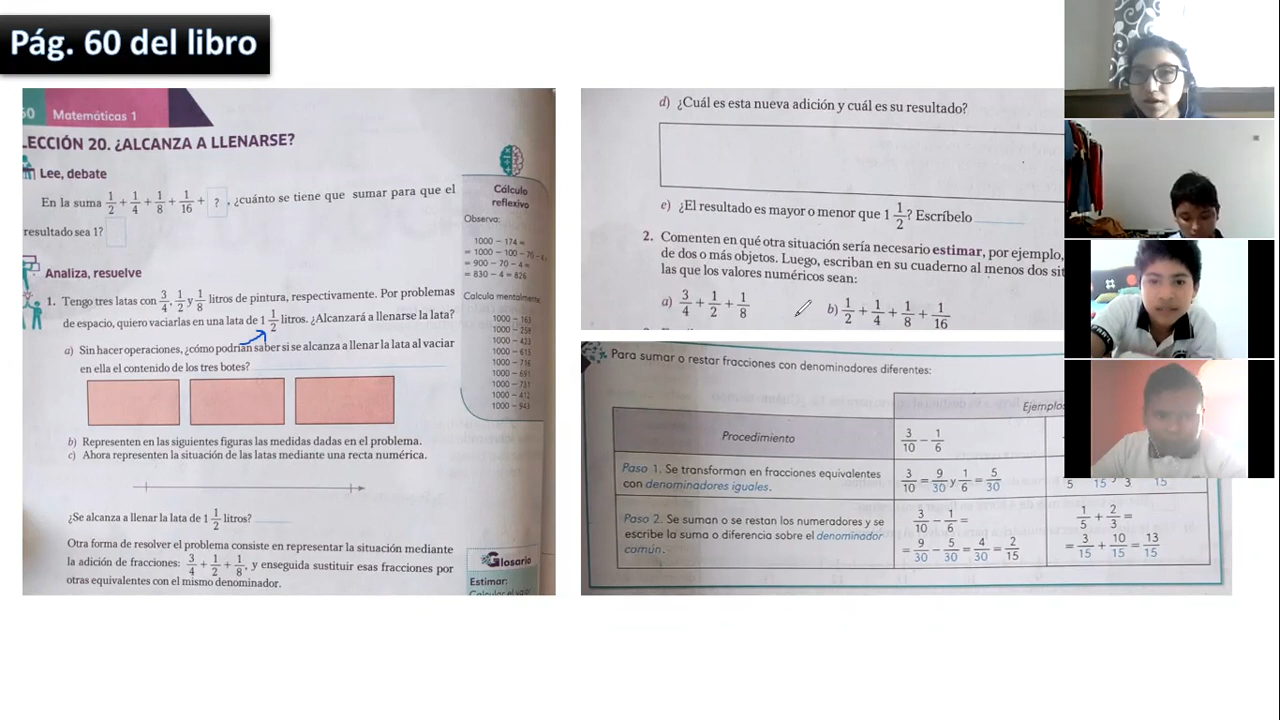 Pág. 60 del libro
60 Matemáticas 1
LECCIÓN 20. ¿ALCANZA A LLENARSE?
Lee, debate
En la suma 1/2 + 1/4 + 1/8 + 1/16 + ? , ¿cuánto se tiene que sumar para que el
resultado sea 1?
Analiza, resuelve
1. Tengo tres latas con 3/4, 1/2 y 1/8 litros de pintura, respectivamente. Por problemas
de espacio, quiero vaciarlas en una lata de 1 1/2 litros. ¿Alcanzará a llenarse la lata?
a) Sin hacer operaciones, ¿cómo podrían saber si se alcanza a llenar la lata al vaciar
en ella el contenido de los tres botes?
b) Representen en las siguientes figuras las medidas dadas en el problema.
c) Ahora representen la situación de las latas mediante una recta numérica.
¿Se alcanza a llenar la lata de 1 1/2 litros?
Otra forma de resolver el problema consiste en representar la situación mediante
la adición de fracciones: 3/4 + 1/2 + 1/8, y enseguida sustituir esas fracciones por
otras equivalentes con el mismo denominador.
Cálculo
reflexivo
Observa:
1000 − 174 =
= 1000 − 100 − 70 − 4
= 900 − 70 − 4 =
= 830 − 4 = 826
Calcula mentalmente
1000 − 163
1000 − 258
1000 − 423
1000 − 615
1000 − 716
1000 − 691
1000 − 731
1000 − 412
1000 − 943
Glosario
Estimar:
d) ¿Cuál es esta nueva adición y cuál es su resultado?
e) ¿El resultado es mayor o menor que 1 1/2? Escríbelo
2. Comenten en qué otra situación sería necesario estimar, por ejemplo,
de dos o más objetos. Luego, escriban en su cuaderno al menos dos sit
las que los valores numéricos sean:
a) 3/4 + 1/2 + 1/8 b) 1/2 + 1/4 + 1/8 + 1/16
Para sumar o restar fracciones con denominadores diferentes:
Procedimiento
Ejemplos
3/10 − 1/6
Paso 1. Se transforman en fracciones equivalentes
con denominadores iguales.
3/10 = 9/30 y 1/6 = 5/30
5 15 3 15
Paso 2. Se suman o se restan los numeradores y se
escribe la suma o diferencia sobre el denominador
común.
3/10 − 1/6 =
= 9/30 − 5/30 = 4/30 = 2/15
1/5 + 2/3 =
= 3/15 + 10/15 = 13/15